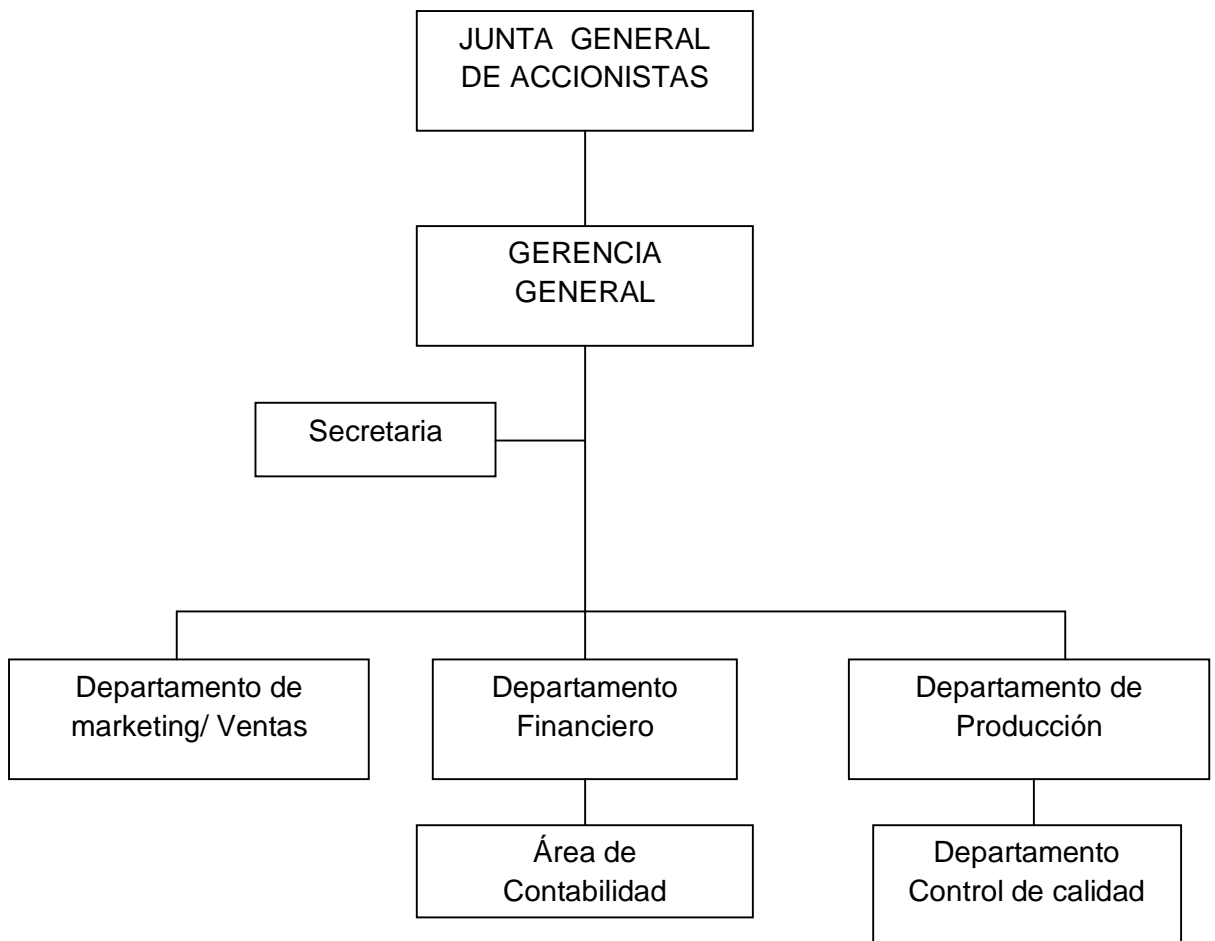 JUNTA GENERAL
DE ACCIONISTAS
GERENCIA
GENERAL
Secretaria
Departamento de
marketing/ Ventas
Departamento
Financiero
Departamento de
Producción
Área de
Contabilidad
Departamento
Control de calidad